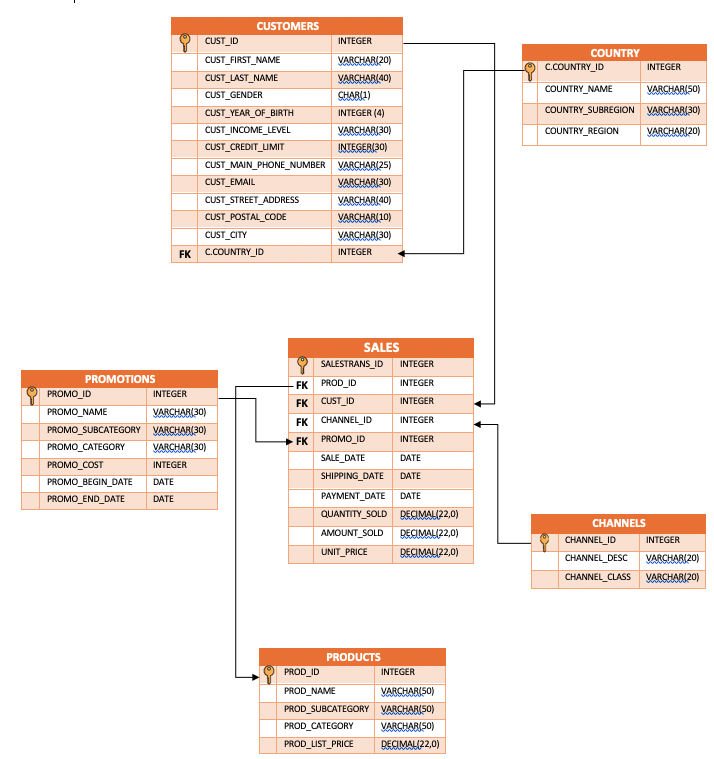 CUSTOMERS
CUST_ID INTEGER
CUST_FIRST_NAME VARCHAR(20)
CUST_LAST_NAME VARCHAR(40)
CUST_GENDER CHAR(1)
CUST_YEAR_OF_BIRTH INTEGER (4)
CUST_INCOME_LEVEL VARCHAR(30)
CUST_CREDIT_LIMIT INTEGER(30)
CUST_MAIN_PHONE_NUMBER VARCHAR(25)
CUST_EMAIL VARCHAR(30)
CUST_STREET_ADDRESS VARCHAR(40)
CUST_POSTAL_CODE VARCHAR(10)
CUST_CITY VARCHAR(30)
FK C.COUNTRY_ID INTEGER
COUNTRY
C.COUNTRY_ID INTEGER
COUNTRY_NAME VARCHAR(50)
COUNTRY_SUBREGION VARCHAR(30)
COUNTRY_REGION VARCHAR(20)
SALES
SALESTRANS_ID INTEGER
FK PROD_ID INTEGER
FK CUST_ID INTEGER
FK CHANNEL_ID INTEGER
FK PROMO_ID INTEGER
SALE_DATE DATE
SHIPPING_DATE DATE
PAYMENT_DATE DATE
QUANTITY_SOLD DECIMAL(22,0)
AMOUNT_SOLD DECIMAL(22,0)
UNIT_PRICE DECIMAL(22,0)
PROMOTIONS
PROMO_ID INTEGER
PROMO_NAME VARCHAR(30)
PROMO_SUBCATEGORY VARCHAR(30)
PROMO_CATEGORY VARCHAR(30)
PROMO_COST INTEGER
PROMO_BEGIN_DATE DATE
PROMO_END_DATE DATE
CHANNELS
CHANNEL_ID INTEGER
CHANNEL_DESC VARCHAR(20)
CHANNEL_CLASS VARCHAR(20)
PRODUCTS
PROD_ID INTEGER
PROD_NAME VARCHAR(50)
PROD_SUBCATEGORY VARCHAR(50)
PROD_CATEGORY VARCHAR(50)
PROD_LIST_PRICE DECIMAL(22,0)